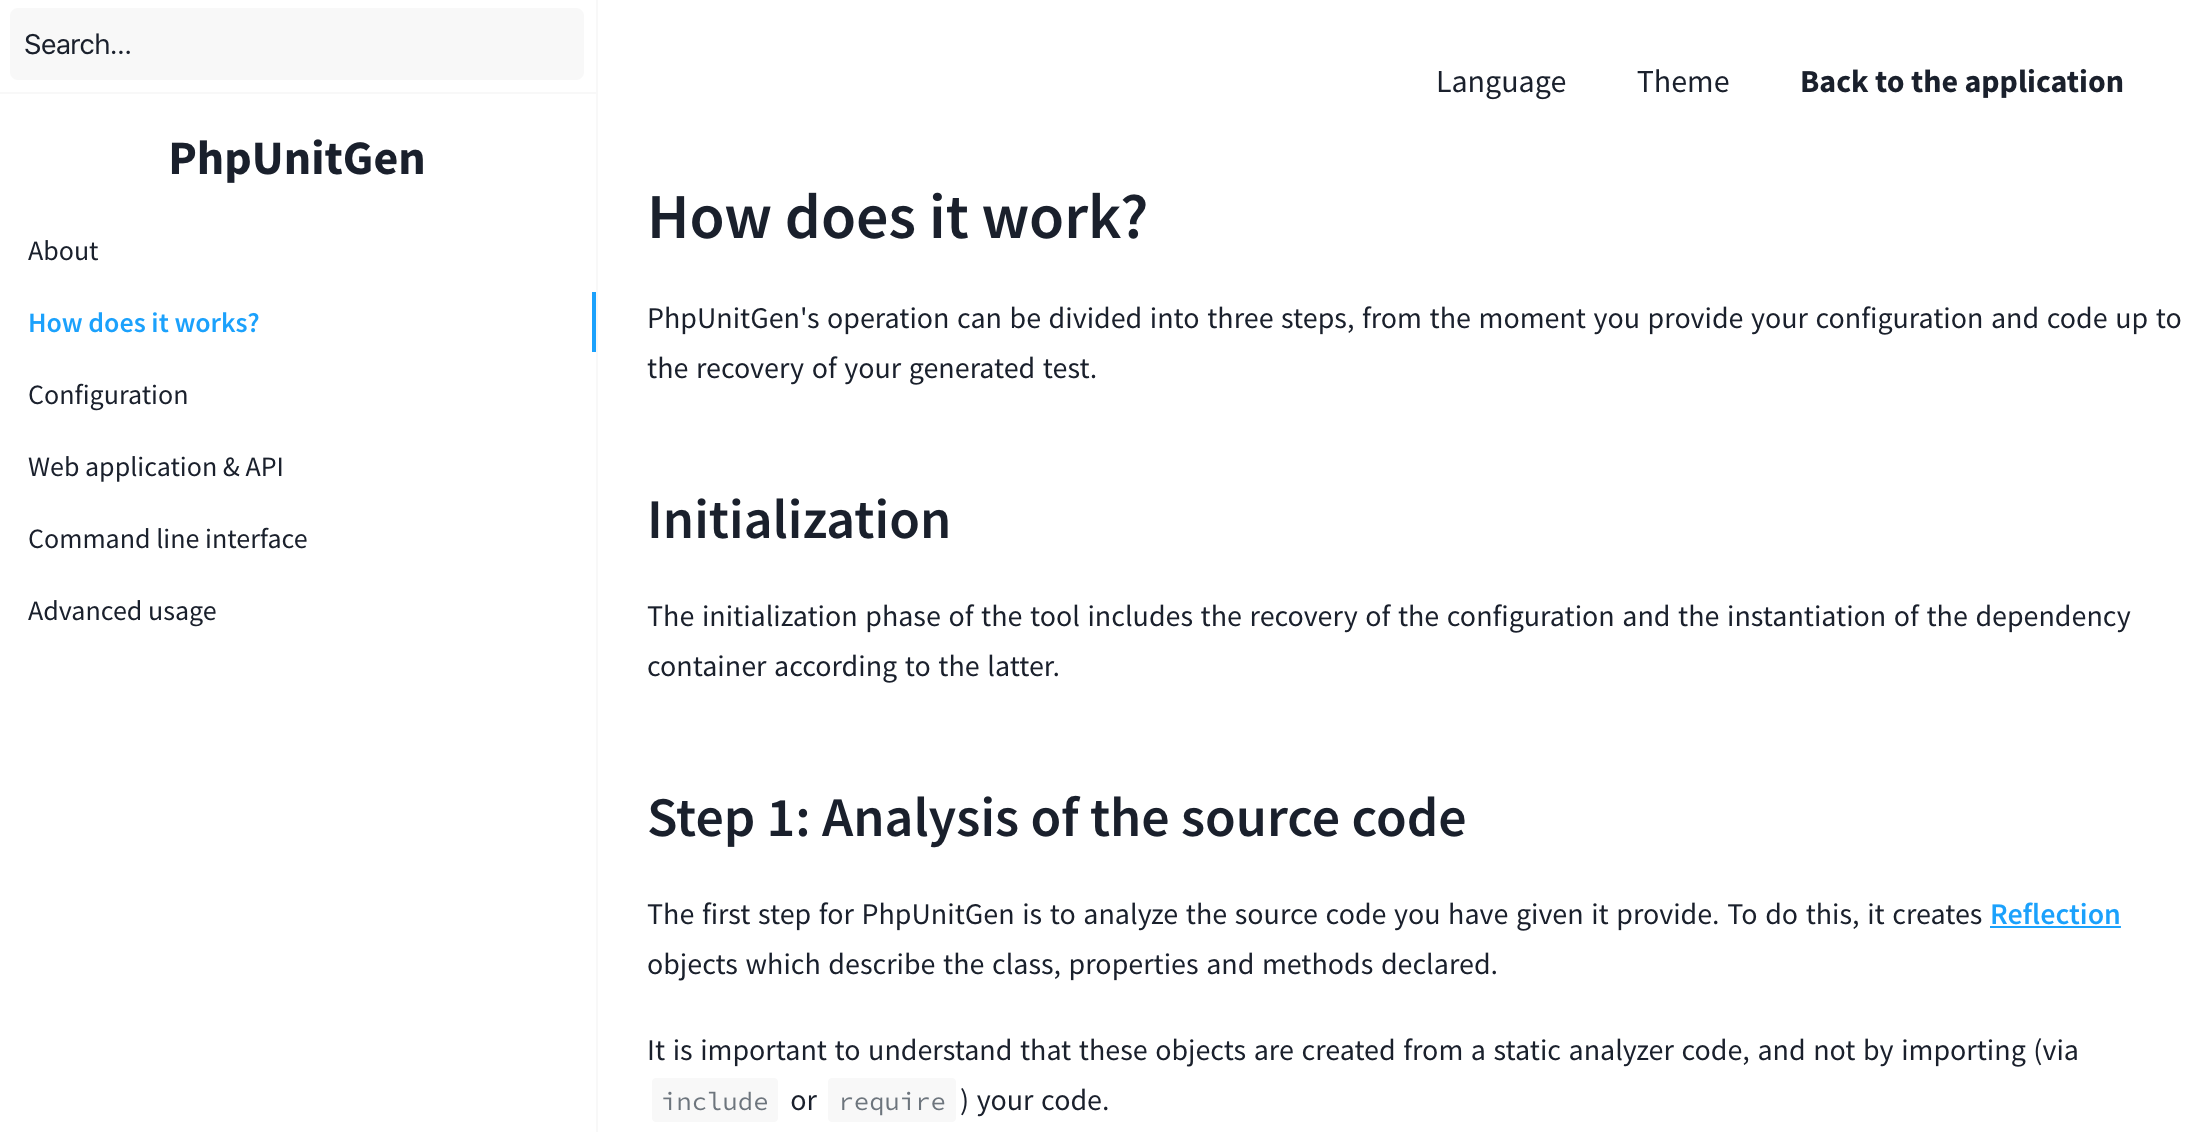 Search...
PhpUnitGen
About
How does it works?
Configuration
Web application & API
Command line interface
Advanced usage
Language Theme Back to the application
How does it work?
PhpUnitGen's operation can be divided into three steps, from the moment you provide your configuration and code up to
the recovery of your generated test.
Initialization
The initialization phase of the tool includes the recovery of the configuration and the instantiation of the dependency
container according to the latter.
Step 1: Analysis of the source code
The first step for PhpUnitGen is to analyze the source code you have given it provide. To do this, it creates Reflection
objects which describe the class, properties and methods declared.
It is important to understand that these objects are created from a static analyzer code, and not by importing (via
include or require ) your code.